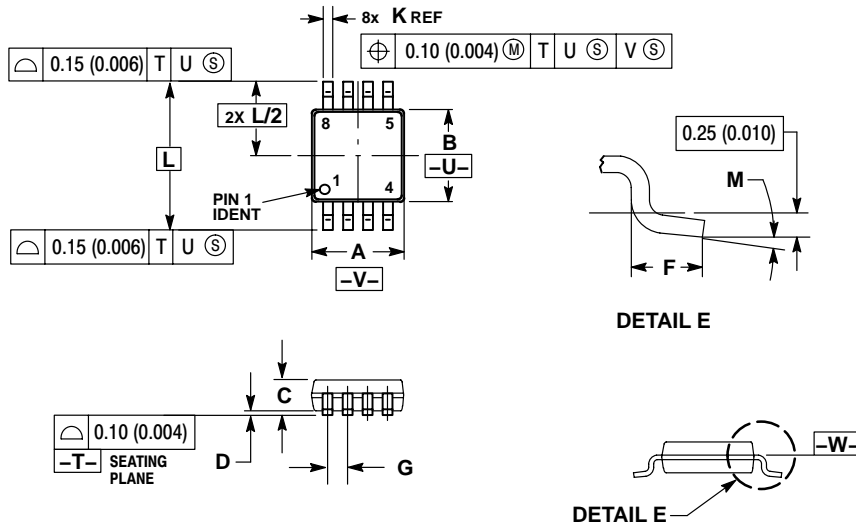 8x K REF
⌖ 0.10 (0.004) Ⓜ T U Ⓢ V Ⓢ
⌓ 0.15 (0.006) T U Ⓢ
2X L/2
8 5
B
–U–
L
1 4
PIN 1
IDENT
⌓ 0.15 (0.006) T U Ⓢ
A
–V–
0.25 (0.010)
M
F
DETAIL E
C
⌓ 0.10 (0.004)
–T– SEATING
PLANE
D
G
–W–
DETAIL E